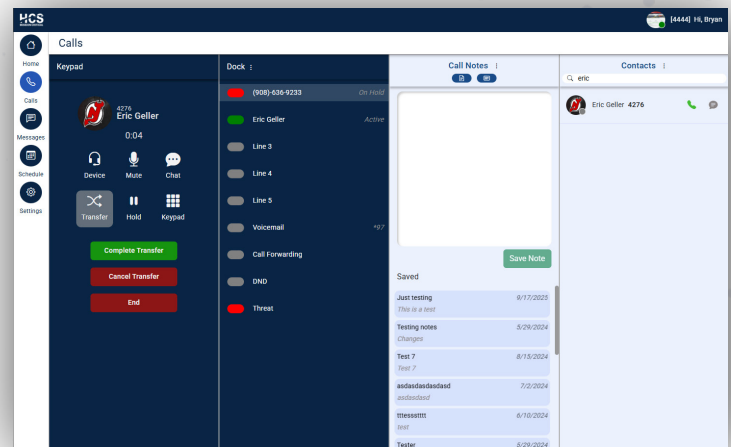 HCS
[4444] Hi, Bryan
Home
Calls
Messages
Schedule
Settings
Calls
Keypad
4276
Eric Geller
0:04
Device
Mute
Chat
Transfer
Hold
Keypad
Complete Transfer
Cancel Transfer
End
Dock
(908)-636-9233 On Hold
Eric Geller Active
Line 3
Line 4
Line 5
Voicemail *97
Call Forwarding
DND
Threat
Call Notes
Save Note
Saved
Just testing 9/17/2025
This is a test
Testing notes 5/29/2024
Changes
Test 7 8/15/2024
Test 7
asdasdasdasdasd 7/2/2024
asdasdasd
tttessstttt 8/10/2024
test
Tester 5/29/2024
Contacts
eric
Eric Geller 4276